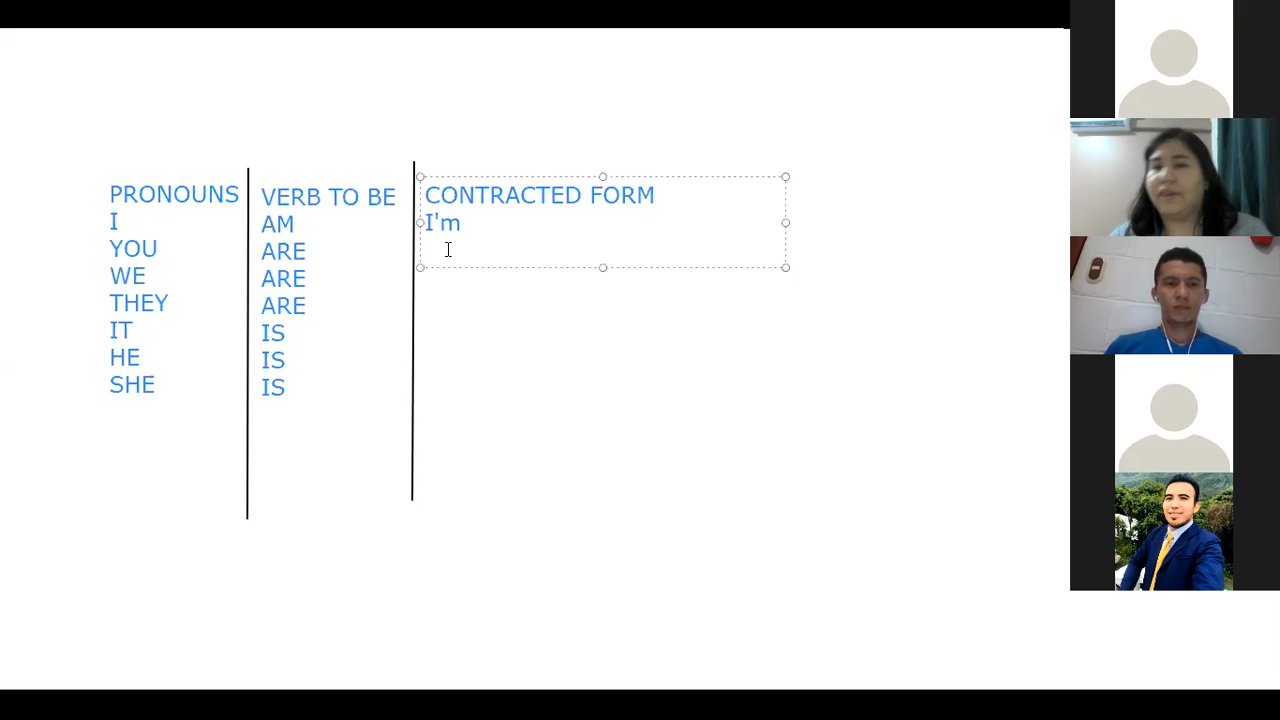 PRONOUNS
I
YOU
WE
THEY
IT
HE
SHE
VERB TO BE
AM
ARE
ARE
ARE
IS
IS
IS
CONTRACTED FORM
I'm